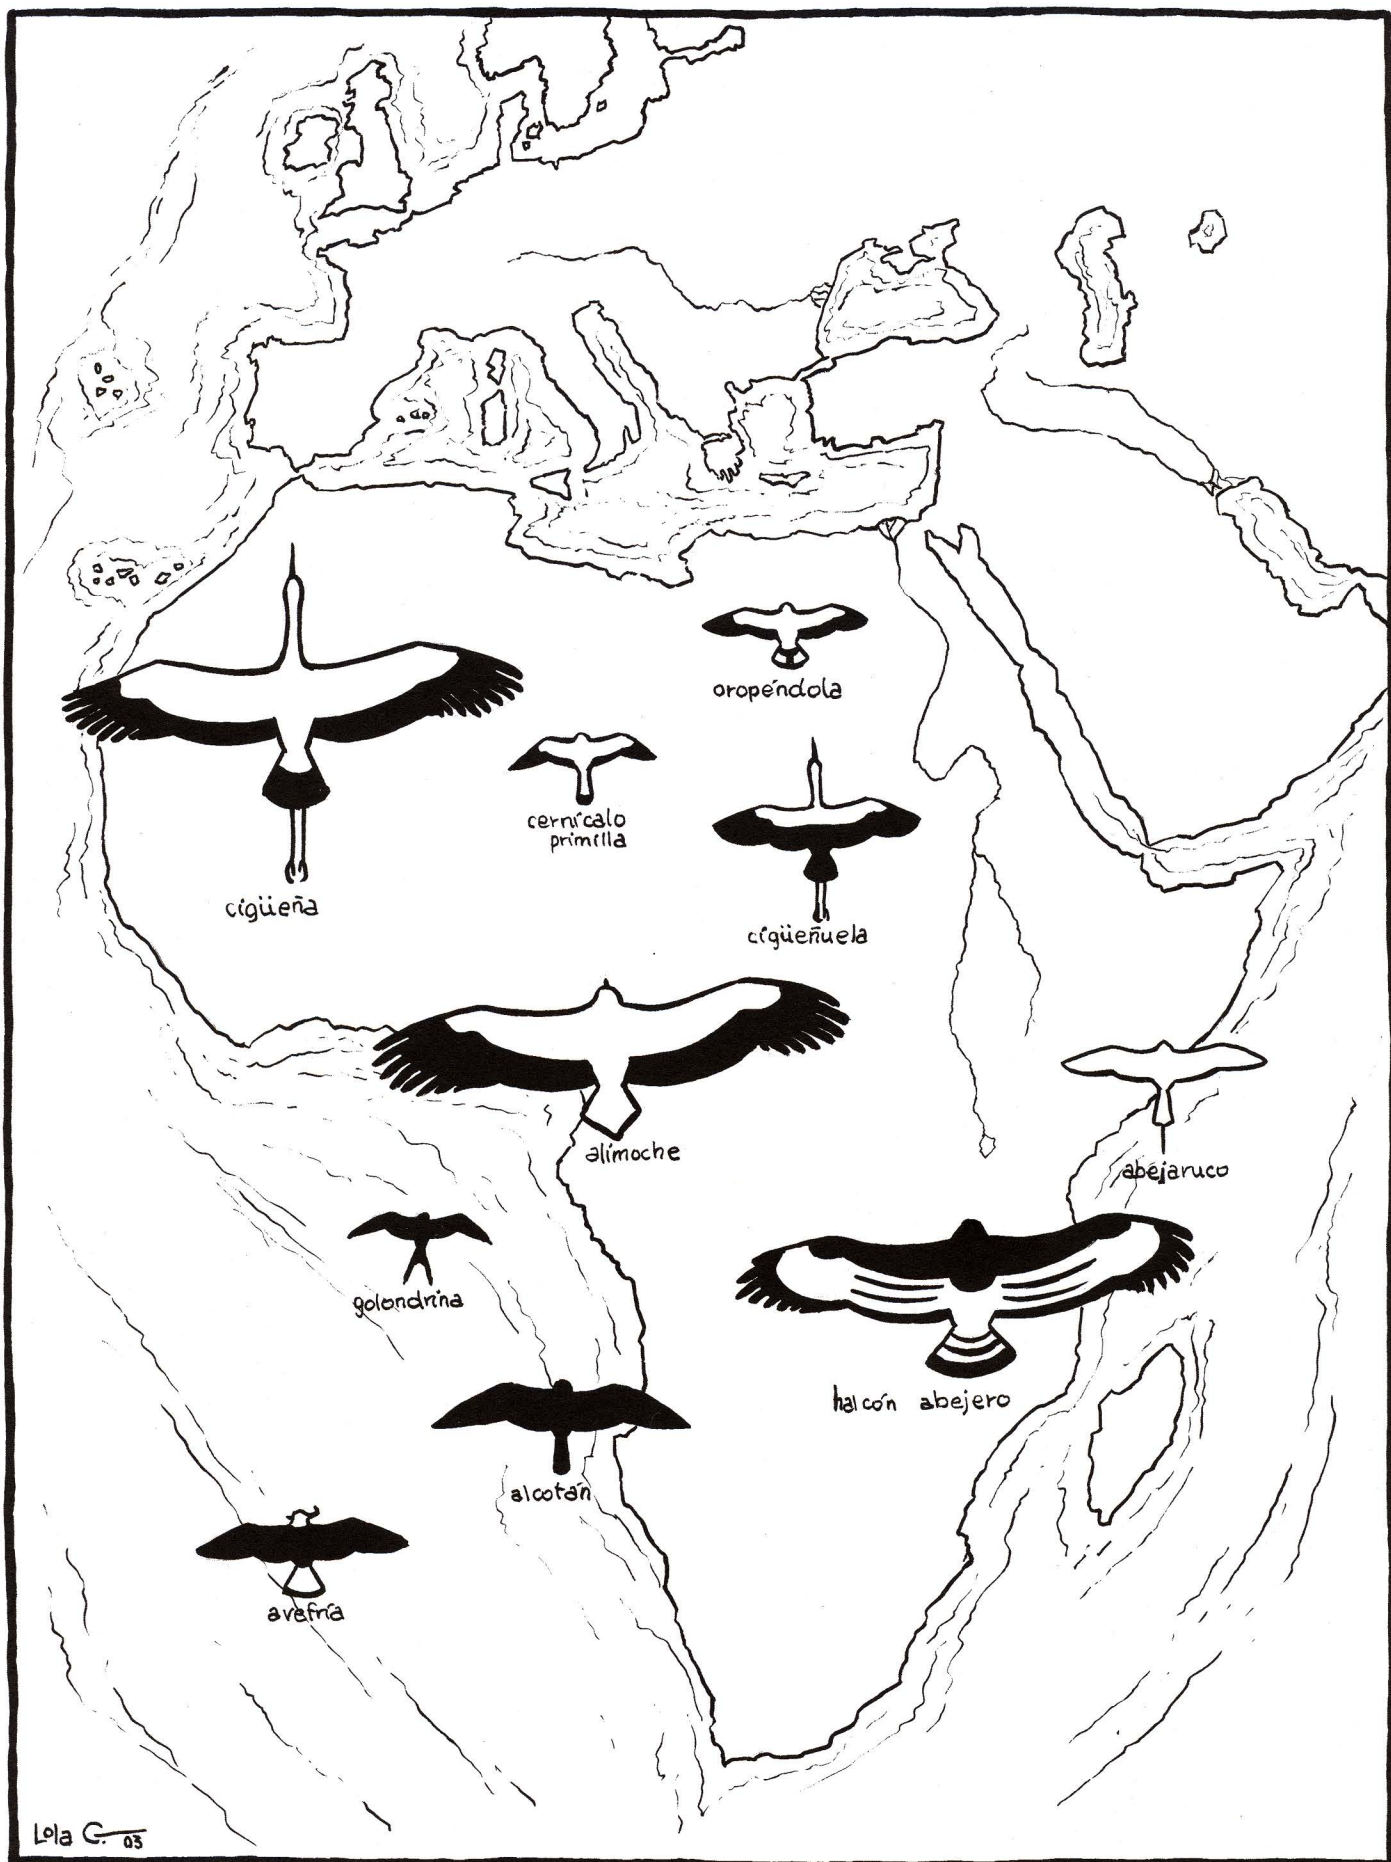 oropéndola
cernícalo
primilla
cigüeña
cigüeñuela
alimoche
abejaruco
golondrina
halcón abejero
alcotán
avefría
Lola G. 03